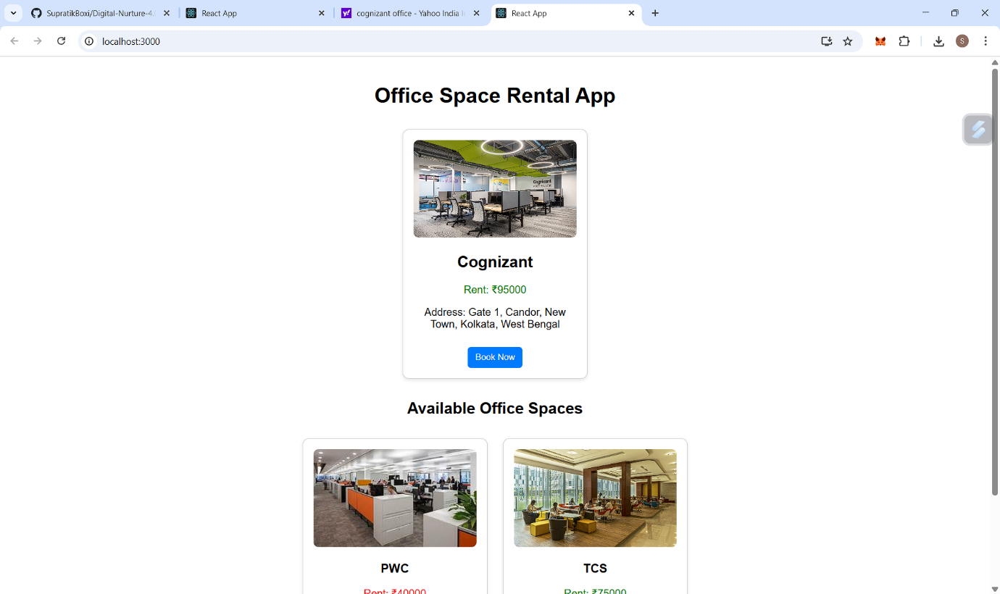 SupratikBoxi/Digital-Nurture-4.0
React App
cognizant office - Yahoo India I
React App
localhost:3000
S
Office Space Rental App
Cognizant
Cognizant
Rent: ₹95000
Address: Gate 1, Candor, New
Town, Kolkata, West Bengal
Book Now
Available Office Spaces
PWC
TCS
Rent: ₹40000
Rent: ₹75000